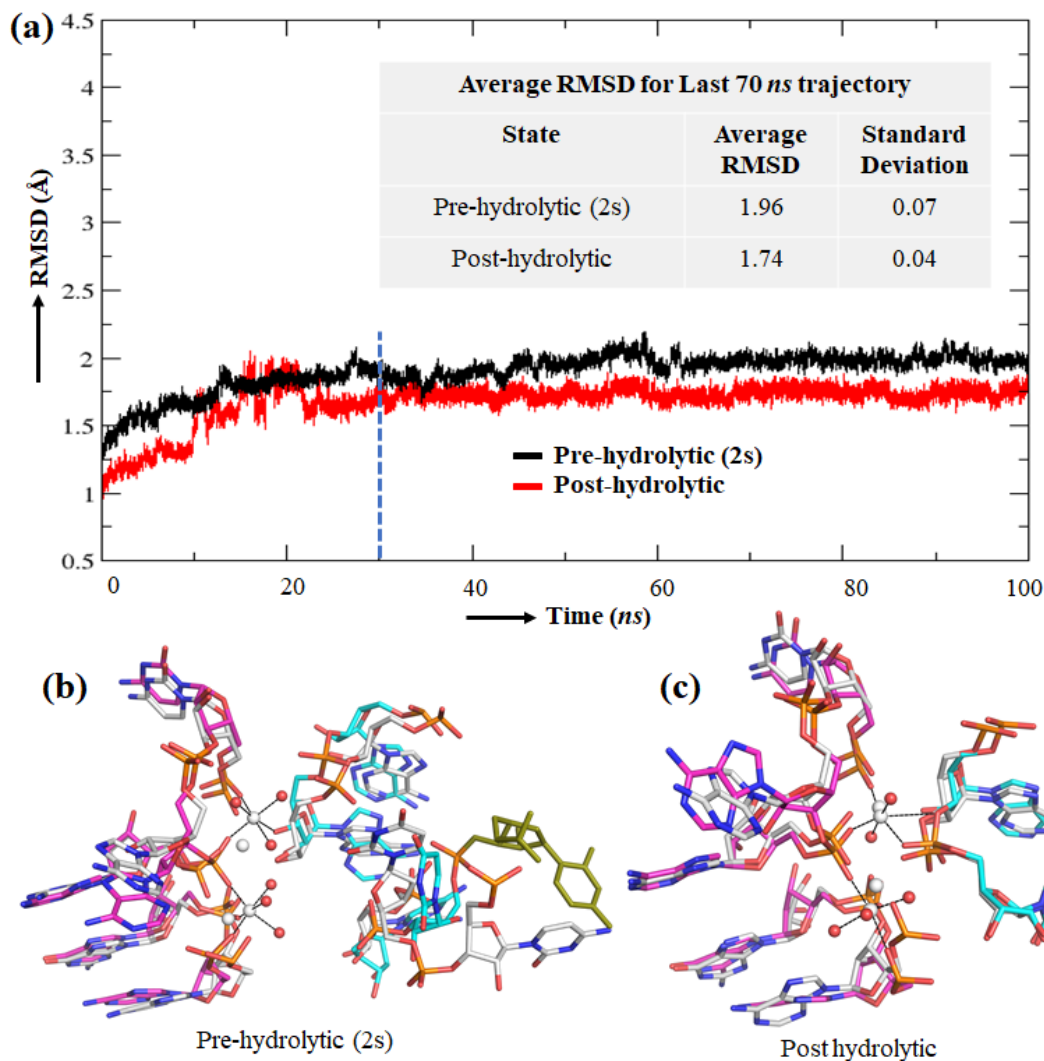 (a)
4.5
4
3.5
3
2.5
2
1.5
1
0.5
RMSD (Å)
Average RMSD for Last 70 ns trajectory
State Average RMSD Standard Deviation
Pre-hydrolytic (2s) 1.96 0.07
Post-hydrolytic 1.74 0.04
Pre-hydrolytic (2s)
Post-hydrolytic
0 20 40 60 80 100
Time (ns)
(b)
(c)
Pre-hydrolytic (2s)
Post hydrolytic